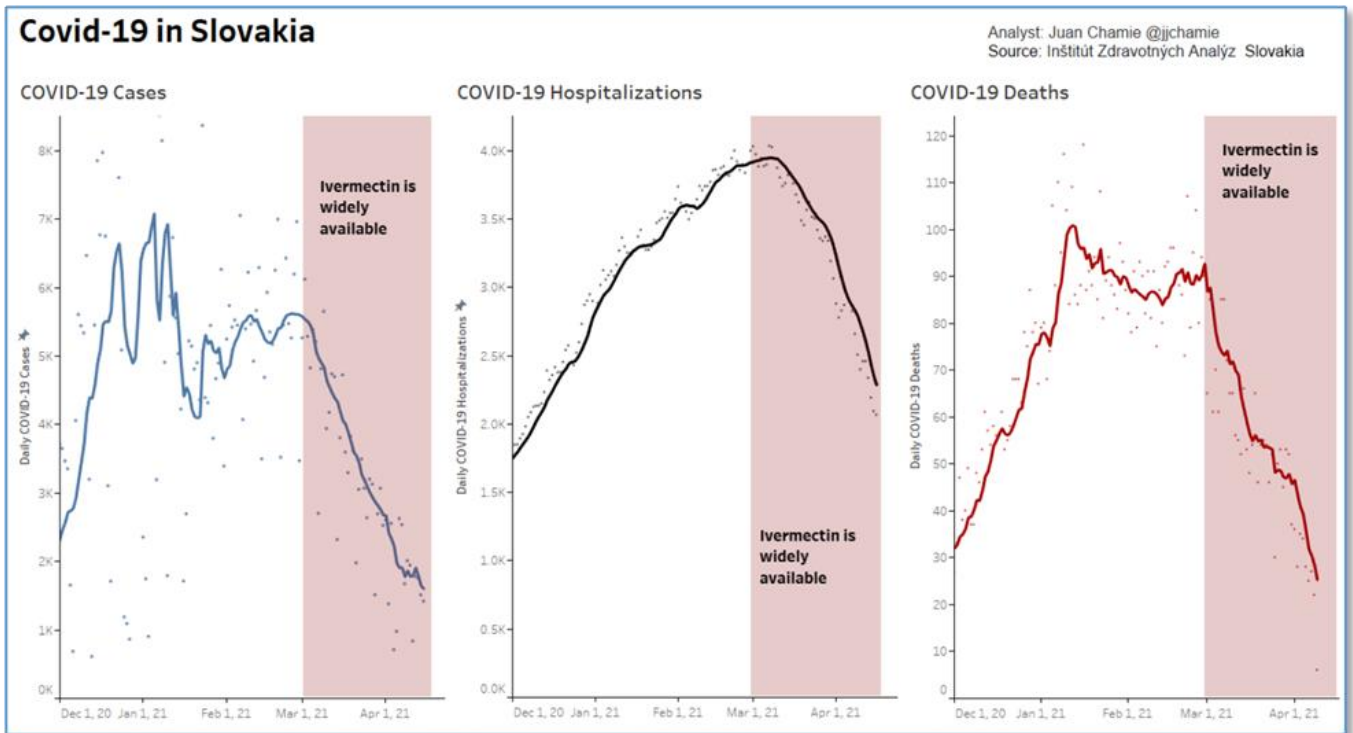 Covid-19 in Slovakia
Analyst: Juan Chamie @jjchamie
Source: Inštitút Zdravotných Analýz Slovakia
COVID-19 Cases
Daily COVID-19 Cases
8K
7K
6K
5K
4K
3K
2K
1K
0K
Ivermectin is
widely
available
Dec 1, 20 Jan 1, 21 Feb 1, 21 Mar 1, 21 Apr 1, 21
COVID-19 Hospitalizations
Daily COVID-19 Hospitalizations
4.0K
3.5K
3.0K
2.5K
2.0K
1.5K
1.0K
0.5K
0.0K
Ivermectin is
widely
available
Dec 1, 20 Jan 1, 21 Feb 1, 21 Mar 1, 21 Apr 1, 21
COVID-19 Deaths
Daily COVID-19 Deaths
120
110
100
90
80
70
60
50
40
30
20
10
0
Ivermectin is
widely
available
Dec 1, 20 Jan 1, 21 Feb 1, 21 Mar 1, 21 Apr 1, 21